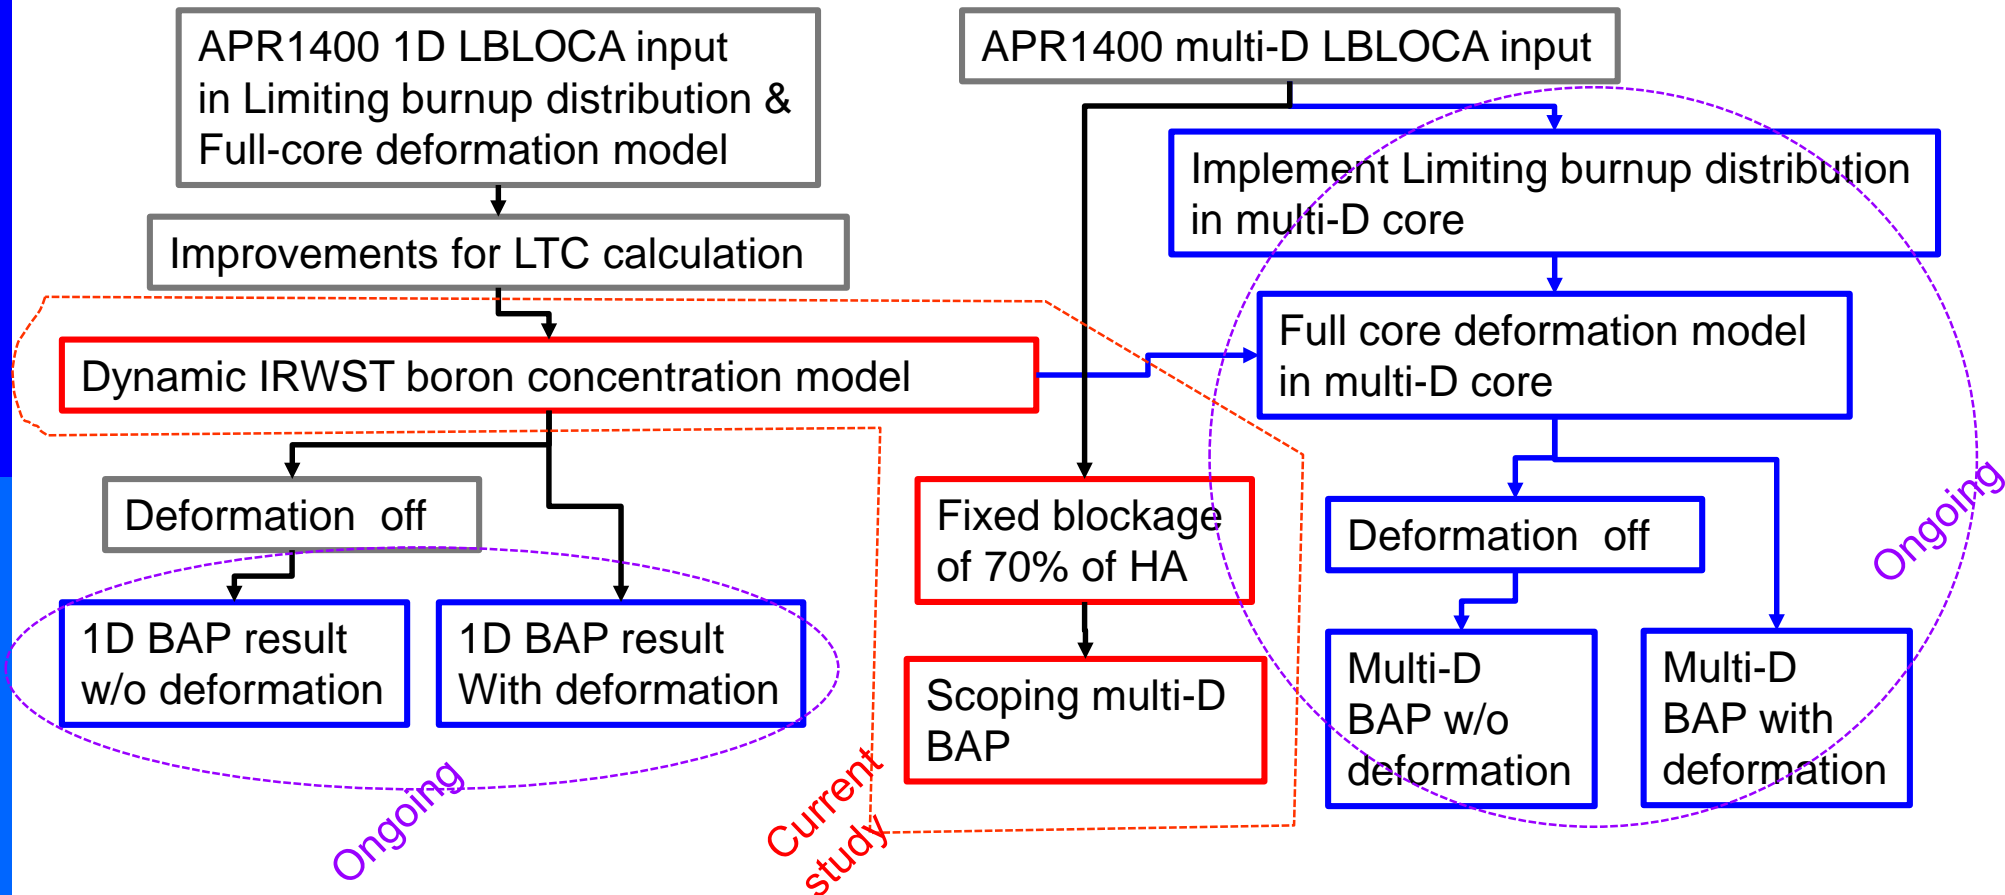 APR1400 1D LBLOCA input
in Limiting burnup distribution &
Full-core deformation model
APR1400 multi-D LBLOCA input
Improvements for LTC calculation
Implement Limiting burnup distribution
in multi-D core
Dynamic IRWST boron concentration model
Full core deformation model
in multi-D core
Deformation off
Fixed blockage
of 70% of HA
Deformation off
Ongoing
1D BAP result
w/o deformation
1D BAP result
With deformation
Scoping multi-D
BAP
Multi-D
BAP w/o
deformation
Multi-D
BAP with
deformation
Ongoing
Current
study